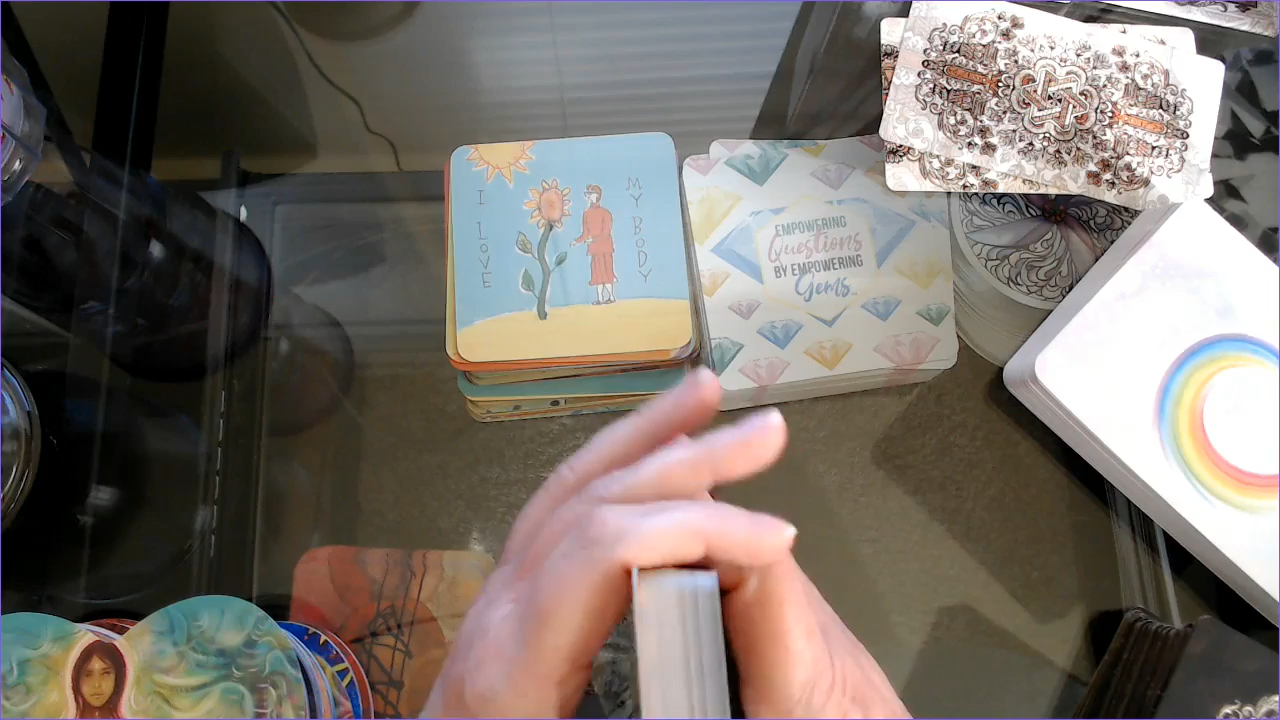 I LOVE
MY BODY
EMPOWERING
Questions
BY EMPOWERING
Gems